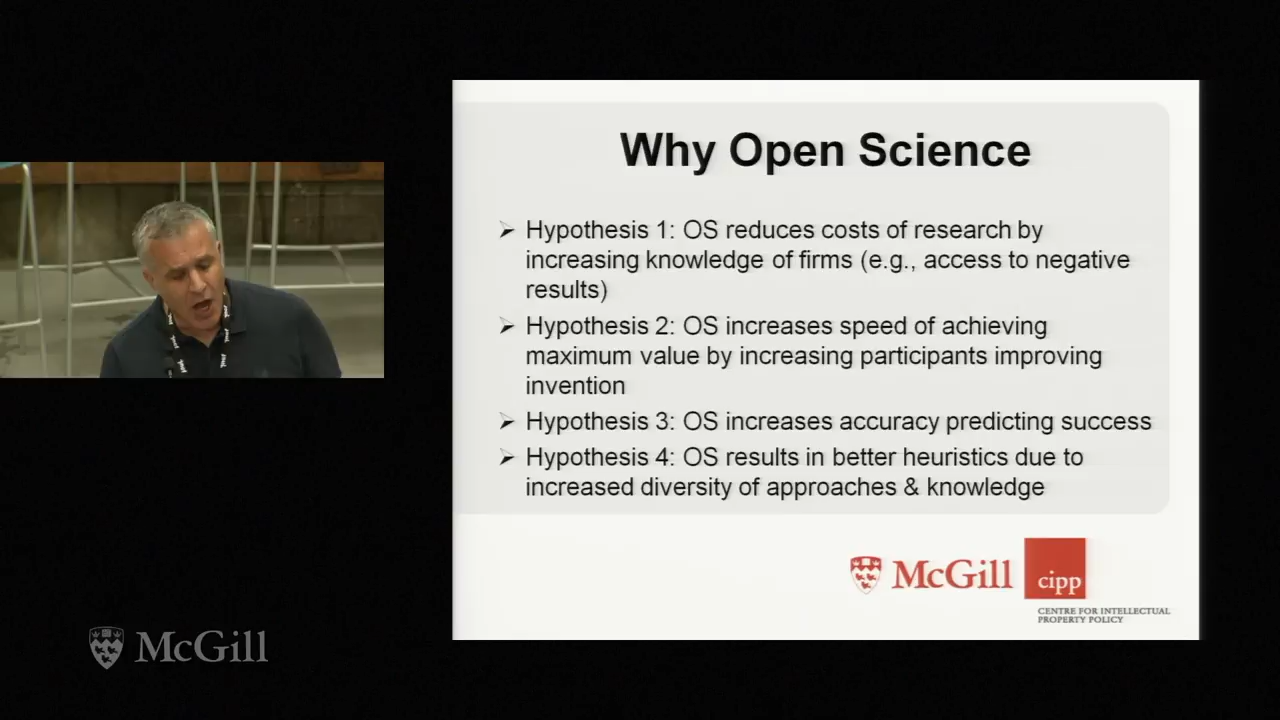 Why Open Science
➢ Hypothesis 1: OS reduces costs of research by
increasing knowledge of firms (e.g., access to negative
results)
➢ Hypothesis 2: OS increases speed of achieving
maximum value by increasing participants improving
invention
➢ Hypothesis 3: OS increases accuracy predicting success
➢ Hypothesis 4: OS results in better heuristics due to
increased diversity of approaches & knowledge
McGill
cipp
CENTRE FOR INTELLECTUAL
PROPERTY POLICY
McGill